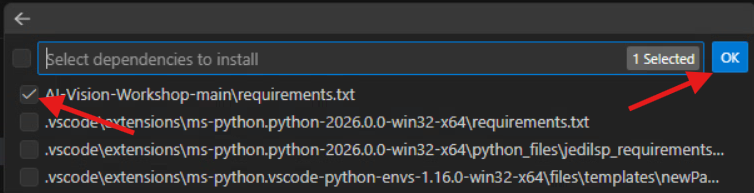 Select dependencies to install
1 Selected
OK
AI-Vision-Workshop-main\requirements.txt
.vscode\extensions\ms-python.python-2026.0.0-win32-x64\requirements.txt
.vscode\extensions\ms-python.python-2026.0.0-win32-x64\python_files\jedilsp_requirements...
.vscode\extensions\ms-python.vscode-python-envs-1.16.0-win32-x64\files\templates\newPa...